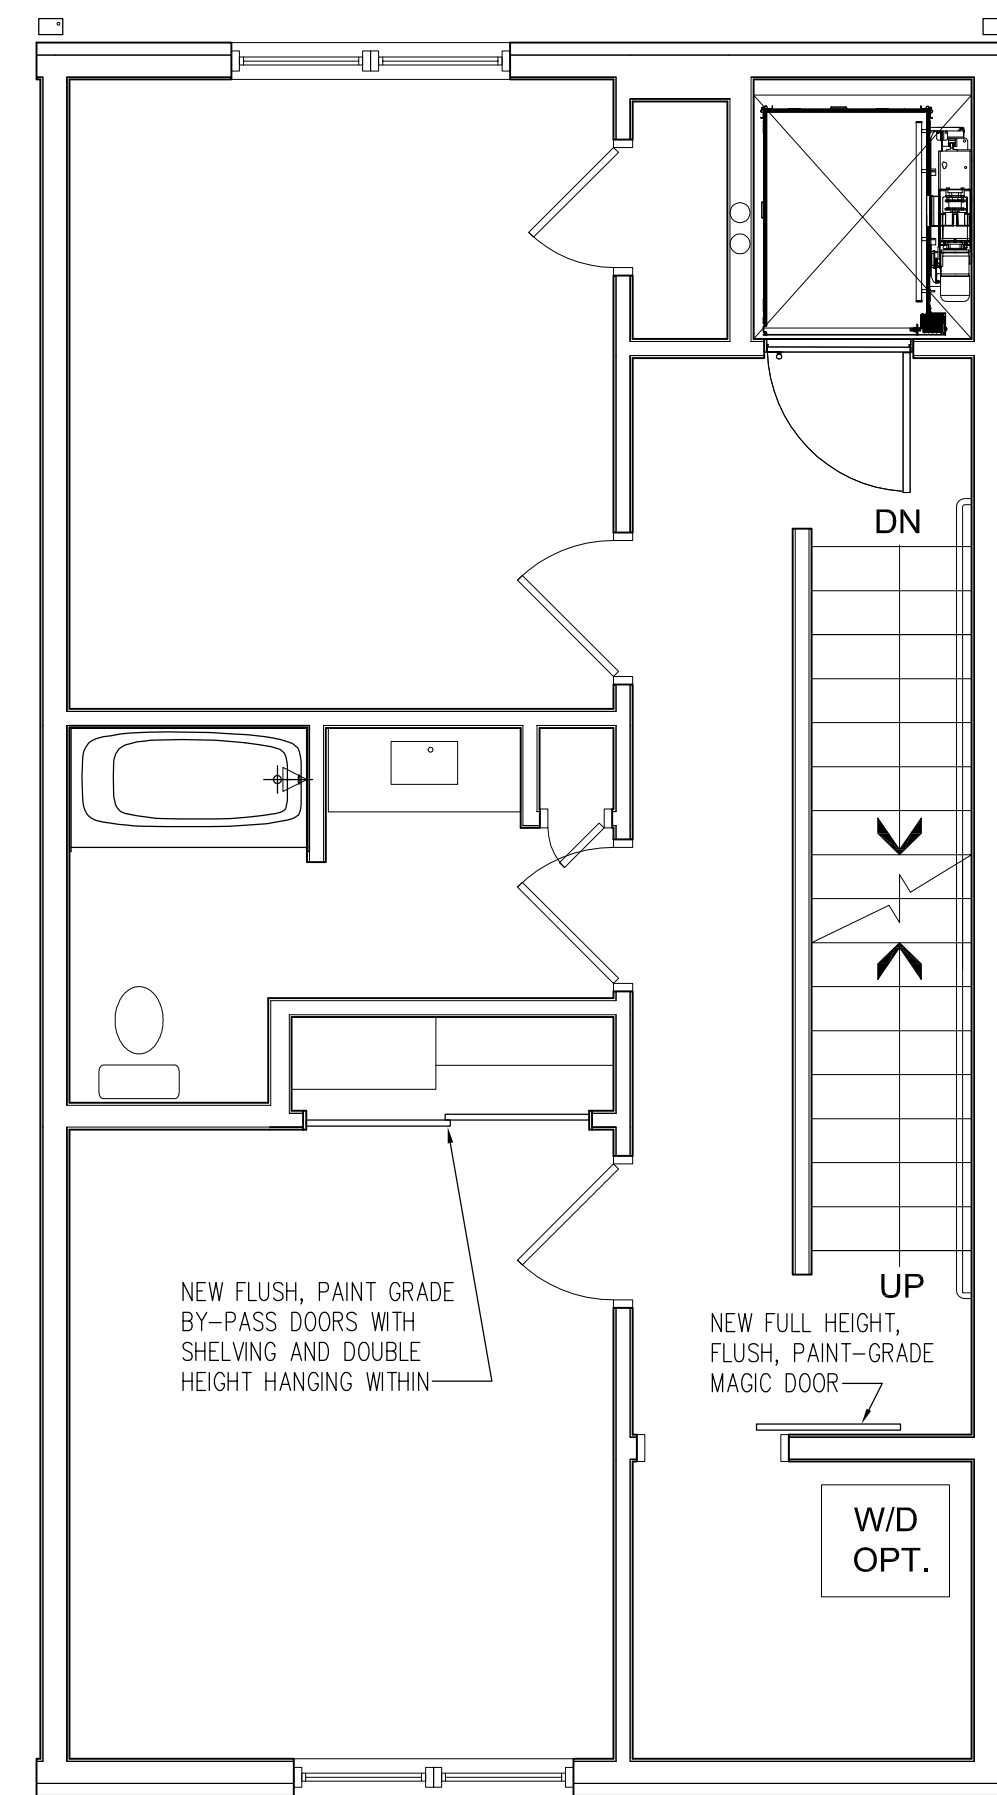 DN
UP
NEW FLUSH, PAINT GRADE
BY-PASS DOORS WITH
SHELVING AND DOUBLE
HEIGHT HANGING WITHIN
NEW FULL HEIGHT,
FLUSH, PAINT-GRADE
MAGIC DOOR
W/D
OPT.